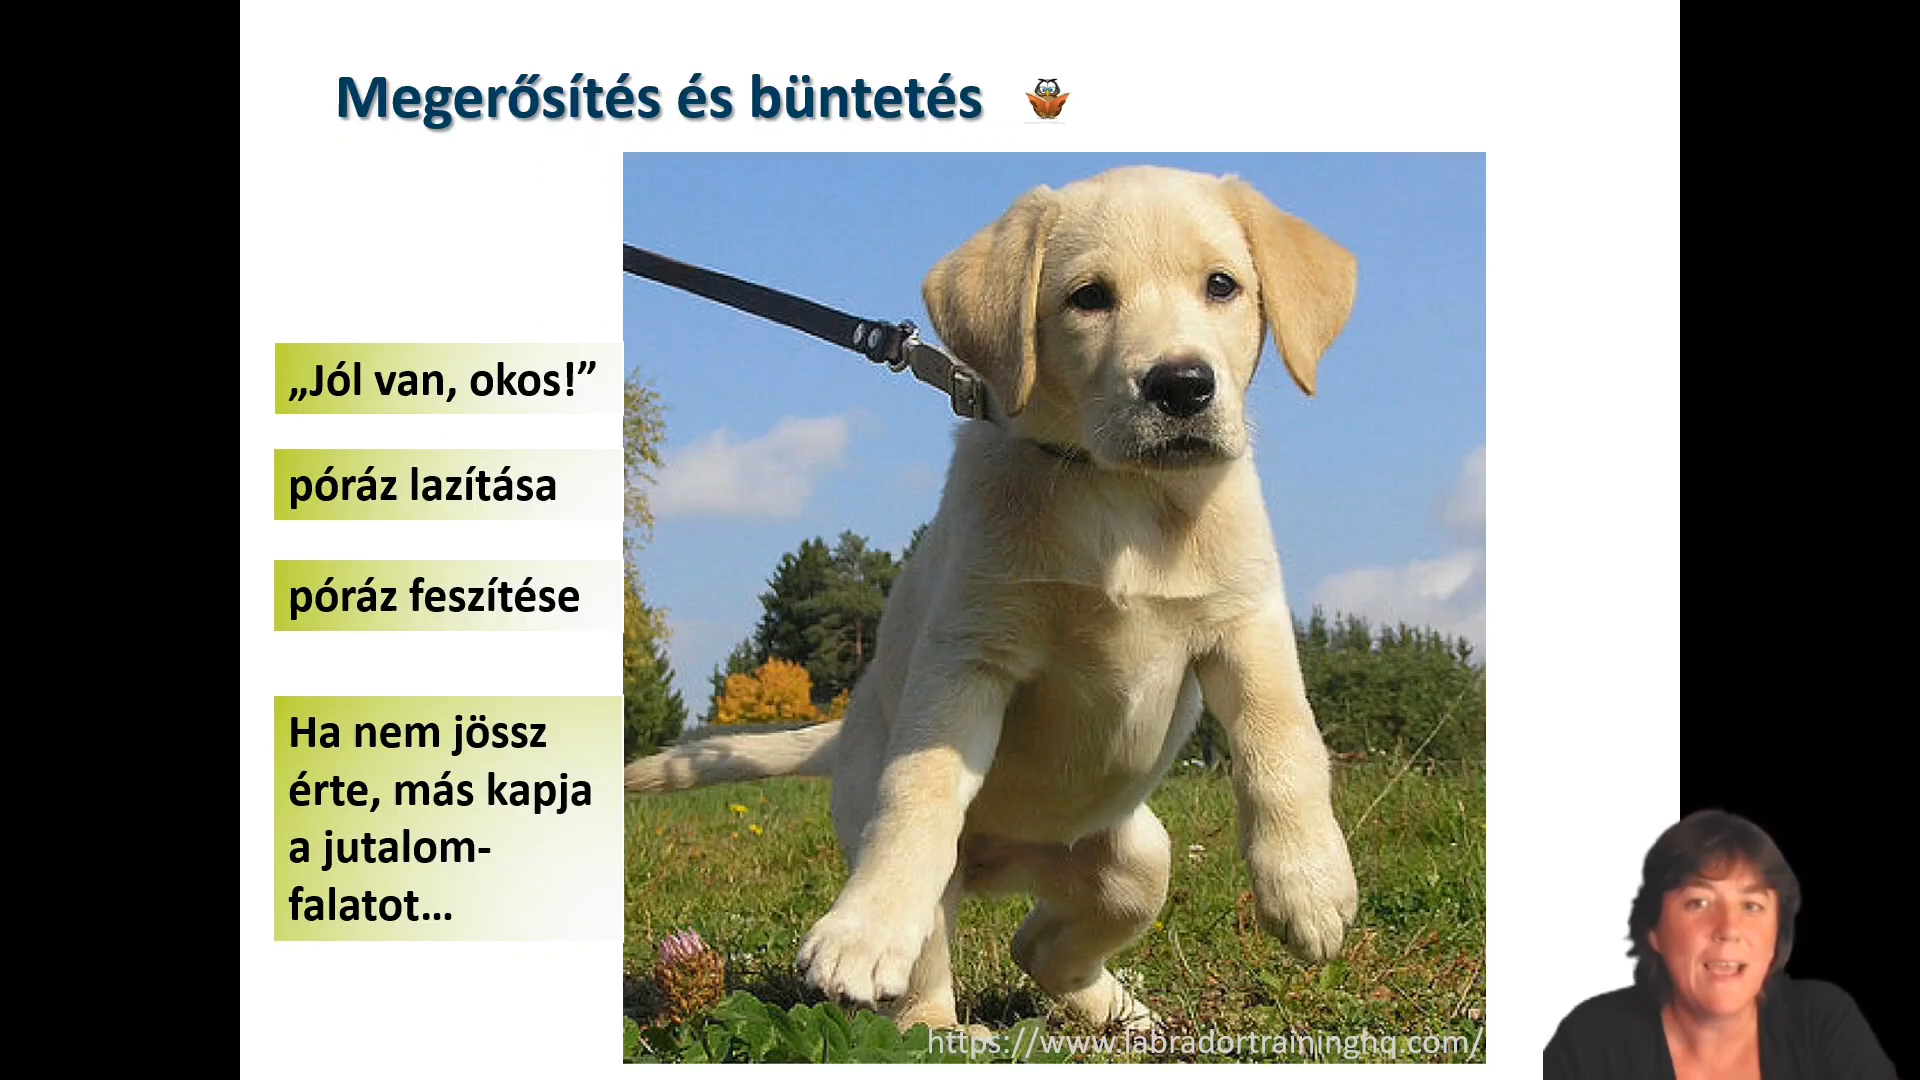 Megerősítés és büntetés
„Jól van, okos!”
póráz lazítása
póráz feszítése
Ha nem jössz
érte, más kapja
a jutalom-
falatot...
https://www.labradortraininghq.com/